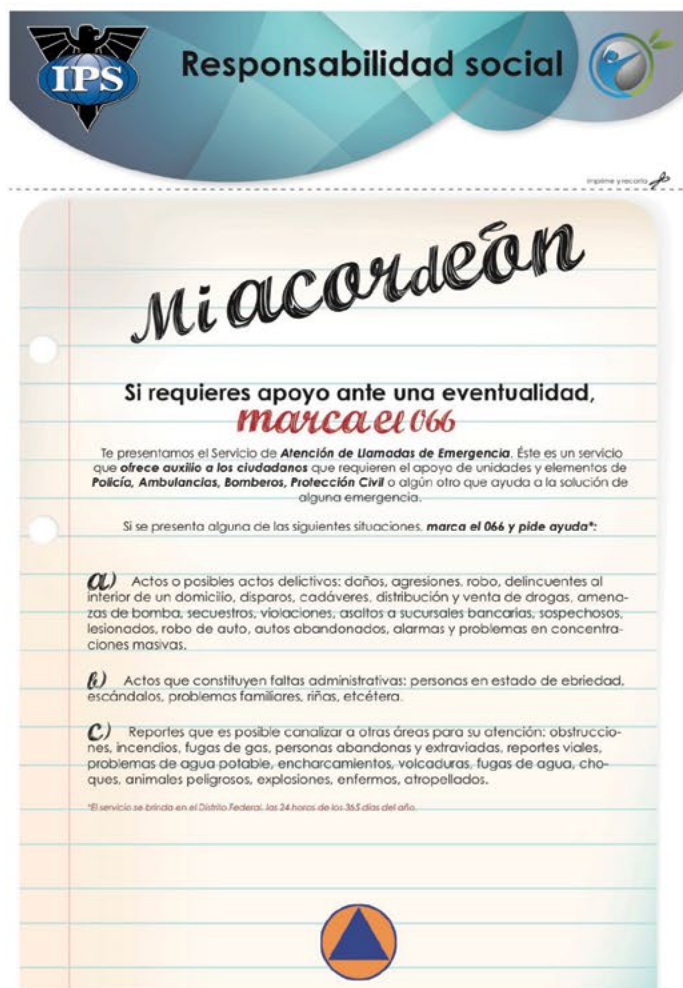 IPS
Responsabilidad social
Imprime y recorta
Mi acordeón
Si requieres apoyo ante una eventualidad,
marca el 066
Te presentamos el Servicio de Atención de Llamadas de Emergencia. Éste es un servicio
que ofrece auxilio a los ciudadanos que requieren el apoyo de unidades y elementos de
Policía, Ambulancias, Bomberos, Protección Civil o algún otro que ayuda a la solución de
alguna emergencia.
Si se presenta alguna de las siguientes situaciones, marca el 066 y pide ayuda*:
a) Actos o posibles actos delictivos: daños, agresiones, robo, delincuentes al
interior de un domicilio, disparos, cadáveres, distribución y venta de drogas, amena-
zas de bomba, secuestros, violaciones, asaltos a sucursales bancarias, sospechosos,
lesionados, robo de auto, autos abandonados, alarmas y problemas en concentra-
ciones masivas.
b) Actos que constituyen faltas administrativas: personas en estado de ebriedad,
escándalos, problemas familiares, riñas, etcétera.
c) Reportes que es posible canalizar a otras áreas para su atención: obstruccio-
nes, incendios, fugas de gas, personas abandonas y extraviadas, reportes viales,
problemas de agua potable, encharcamientos, volcaduras, fugas de agua, cho-
ques, animales peligrosos, explosiones, enfermos, atropellados.
*El servicio se brinda en el Distrito Federal, las 24 horas de los 365 días del año.